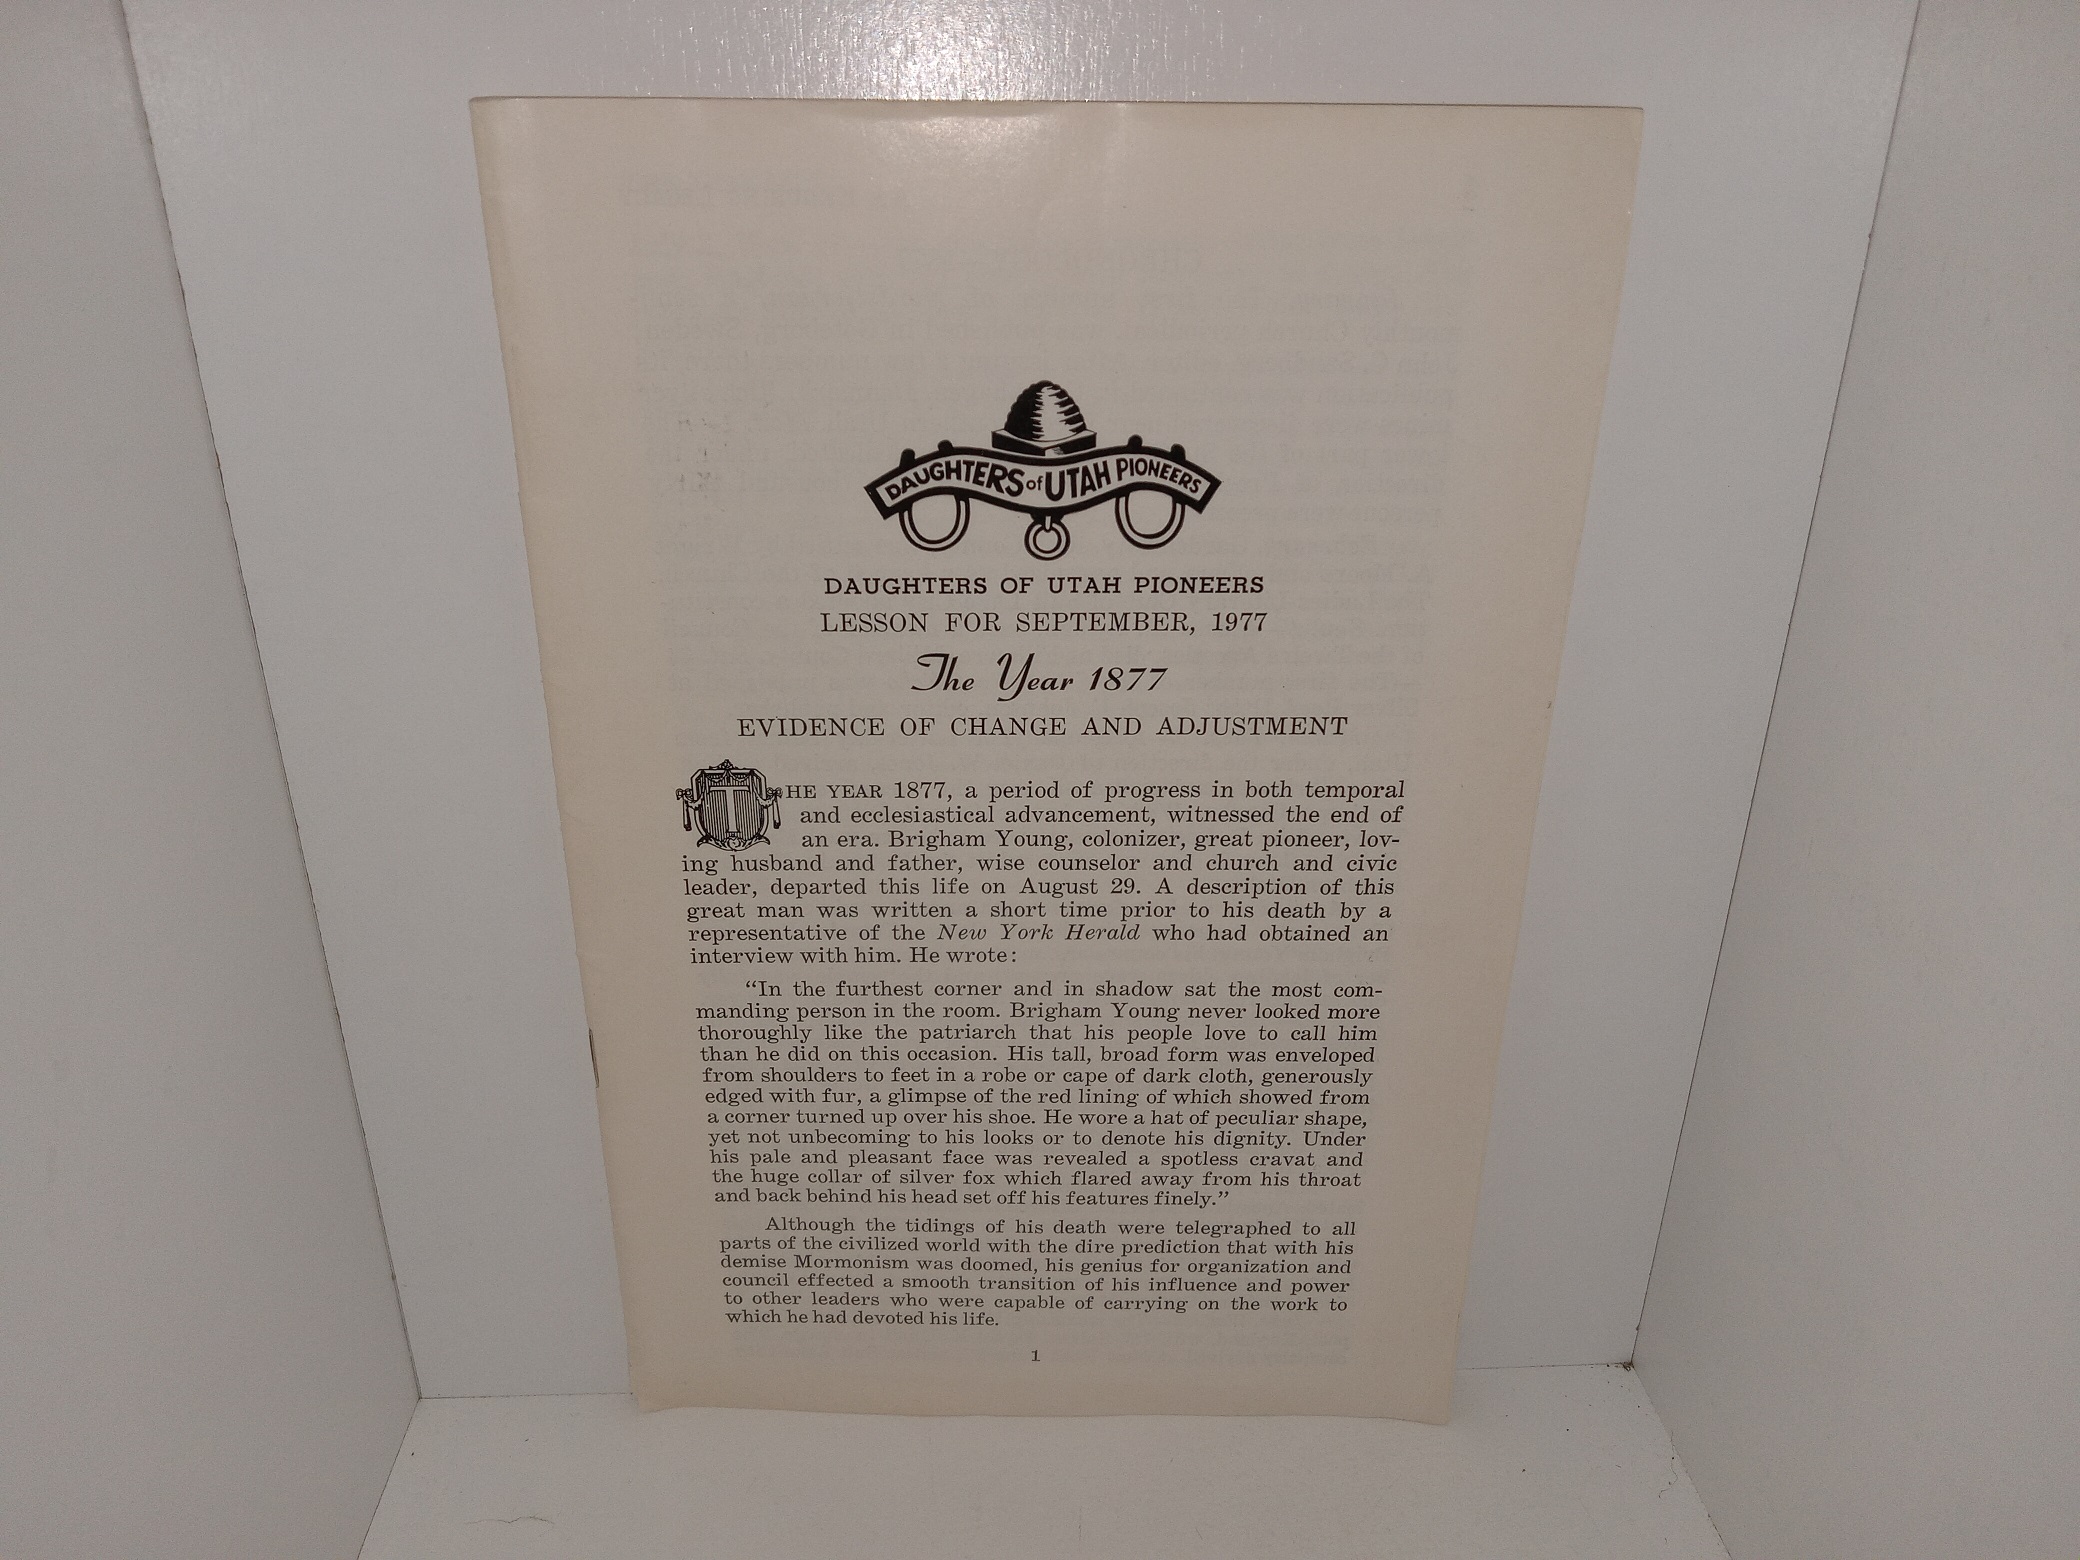 DAUGHTERS of UTAH PIONEERS
DAUGHTERS OF UTAH PIONEERS
LESSON FOR SEPTEMBER, 1977
The Year 1877
EVIDENCE OF CHANGE AND ADJUSTMENT
THE YEAR 1877, a period of progress in both temporal
and ecclesiastical advancement, witnessed the end of
an era. Brigham Young, colonizer, great pioneer, lov-
ing husband and father, wise counselor and church and civic
leader, departed this life on August 29. A description of this
great man was written a short time prior to his death by a
representative of the New York Herald who had obtained an
interview with him. He wrote:
“In the furthest corner and in shadow sat the most com-
manding person in the room. Brigham Young never looked more
thoroughly like the patriarch that his people love to call him
than he did on this occasion. His tall, broad form was enveloped
from shoulders to feet in a robe or cape of dark cloth, generously
edged with fur, a glimpse of the red lining of which showed from
a corner turned up over his shoe. He wore a hat of peculiar shape,
yet not unbecoming to his looks or to denote his dignity. Under
his pale and pleasant face was revealed a spotless cravat and
the huge collar of silver fox which flared away from his throat
and back behind his head set off his features finely.”
Although the tidings of his death were telegraphed to all
parts of the civilized world with the dire prediction that with his
demise Mormonism was doomed, his genius for organization and
council effected a smooth transition of his influence and power
to other leaders who were capable of carrying on the work to
which he had devoted his life.
1